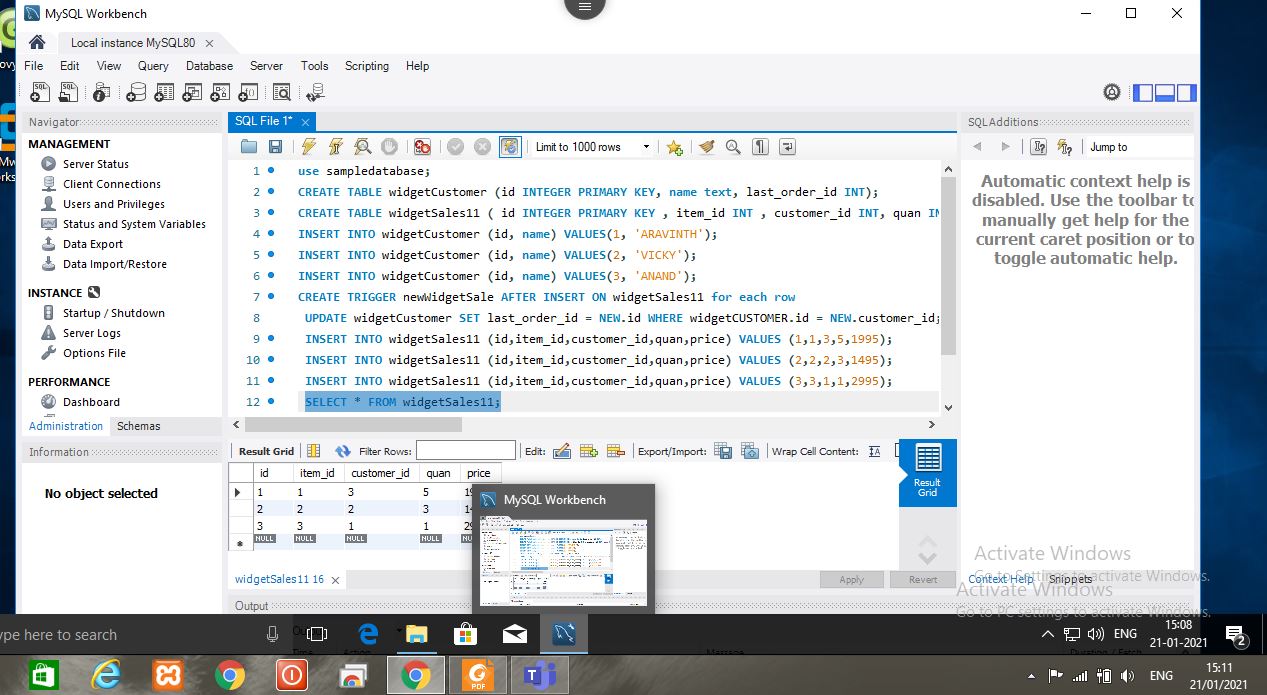 MySQL Workbench
Local instance MySQL80
File Edit View Query Database Server Tools Scripting Help
Navigator
SQL File 1*
SQLAdditions
MANAGEMENT
Server Status
Client Connections
Users and Privileges
Status and System Variables
Data Export
Data Import/Restore
INSTANCE
Startup / Shutdown
Server Logs
Options File
PERFORMANCE
Dashboard
Administration Schemas
Information
No object selected
Limit to 1000 rows
1 use sampledatabase;
2 CREATE TABLE widgetCustomer (id INTEGER PRIMARY KEY, name text, last_order_id INT);
3 CREATE TABLE widgetSales11 ( id INTEGER PRIMARY KEY , item_id INT , customer_id INT, quan IN
4 INSERT INTO widgetCustomer (id, name) VALUES(1, 'ARAVINTH');
5 INSERT INTO widgetCustomer (id, name) VALUES(2, 'VICKY');
6 INSERT INTO widgetCustomer (id, name) VALUES(3, 'ANAND');
7 CREATE TRIGGER newWidgetSale AFTER INSERT ON widgetSales11 for each row
8 UPDATE widgetCustomer SET last_order_id = NEW.id WHERE widgetCUSTOMER.id = NEW.customer_id;
9 INSERT INTO widgetSales11 (id,item_id,customer_id,quan,price) VALUES (1,1,3,5,1995);
10 INSERT INTO widgetSales11 (id,item_id,customer_id,quan,price) VALUES (2,2,2,3,1495);
11 INSERT INTO widgetSales11 (id,item_id,customer_id,quan,price) VALUES (3,3,1,1,2995);
12 SELECT * FROM widgetSales11;
Jump to
Automatic context help is
disabled. Use the toolbar to
manually get help for the
current caret position or to
toggle automatic help.
Result Grid Filter Rows: Edit: Export/Import: Wrap Cell Content:
id item_id customer_id quan price
1 1 3 5 19
2 2 2 3 14
3 3 1 1 29
NULL NULL NULL NULL NU
Result
Grid
MySQL Workbench
widgetSales11 16
Apply Revert
Context Help Snippets
Output
Activate Windows
Go to Settings to activate Windows.
Activate Windows
Go to PC settings to activate Windows.
ype here to search
ENG
15:08
21-01-2021
2
PDF
ENG
15:11
21/01/2021